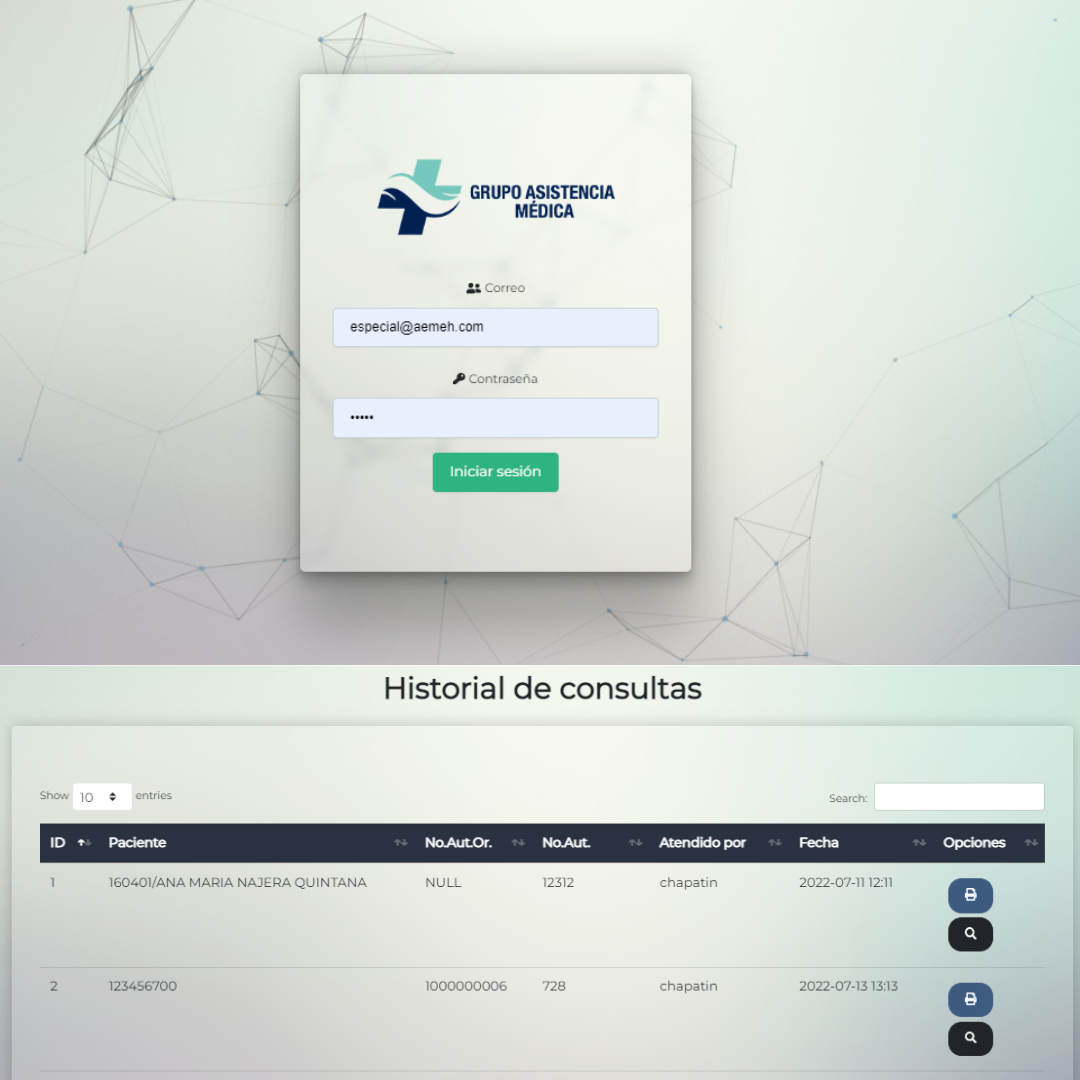 GRUPO ASISTENCIA
MÉDICA
Correo
especial@aemeh.com
Contraseña
•••••
Iniciar sesión
Historial de consultas
Show 10 entries
Search:
ID Paciente No.Aut.Or. No.Aut. Atendido por Fecha Opciones
1 160401/ANA MARIA NAJERA QUINTANA NULL 12312 chapatin 2022-07-11 12:11
2 123456700 1000000006 728 chapatin 2022-07-13 13:13